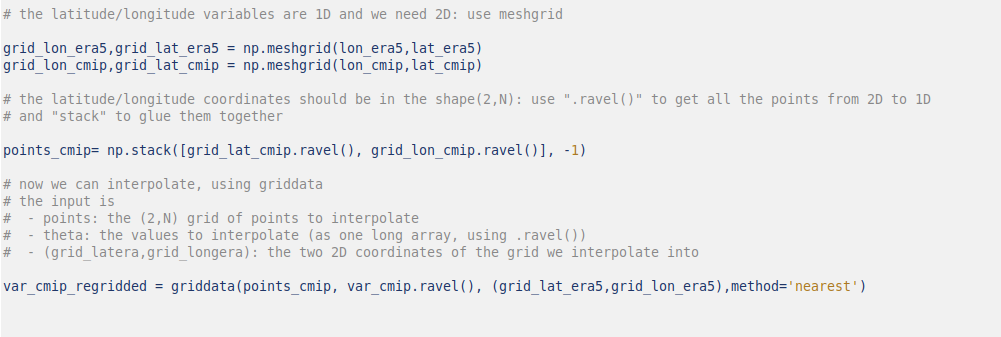 # the latitude/longitude variables are 1D and we need 2D: use meshgrid
grid_lon_era5,grid_lat_era5 = np.meshgrid(lon_era5,lat_era5)
grid_lon_cmip,grid_lat_cmip = np.meshgrid(lon_cmip,lat_cmip)
# the latitude/longitude coordinates should be in the shape(2,N): use ".ravel()" to get all the points from 2D to 1D
# and "stack" to glue them together
points_cmip= np.stack([grid_lat_cmip.ravel(), grid_lon_cmip.ravel()], -1)
# now we can interpolate, using griddata
# the input is
#  - points: the (2,N) grid of points to interpolate
#  - theta: the values to interpolate (as one long array, using .ravel())
#  - (grid_latera,grid_longera): the two 2D coordinates of the grid we interpolate into
var_cmip_regridded = griddata(points_cmip, var_cmip.ravel(), (grid_lat_era5,grid_lon_era5),method='nearest')